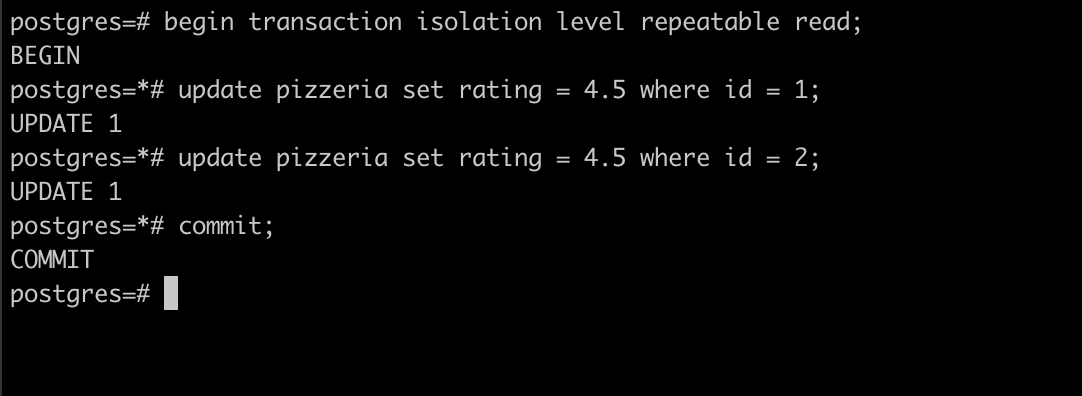 postgres=# begin transaction isolation level repeatable read;
BEGIN
postgres=*# update pizzeria set rating = 4.5 where id = 1;
UPDATE 1
postgres=*# update pizzeria set rating = 4.5 where id = 2;
UPDATE 1
postgres=*# commit;
COMMIT
postgres=#